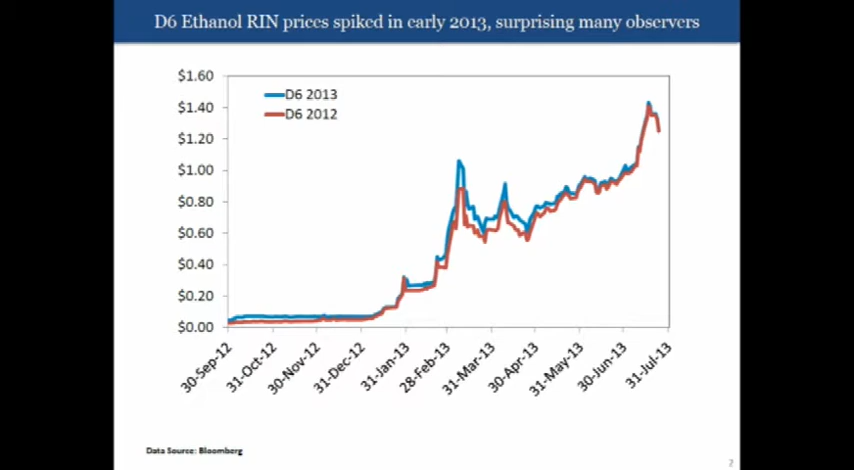 D6 Ethanol RIN prices spiked in early 2013, surprising many observers
$1.60
$1.40
$1.20
$1.00
$0.80
$0.60
$0.40
$0.20
$0.00
D6 2013
D6 2012
30-Sep-12
31-Oct-12
30-Nov-12
31-Dec-12
31-Jan-13
28-Feb-13
31-Mar-13
30-Apr-13
31-May-13
30-Jun-13
31-Jul-13
Data Source: Bloomberg
2